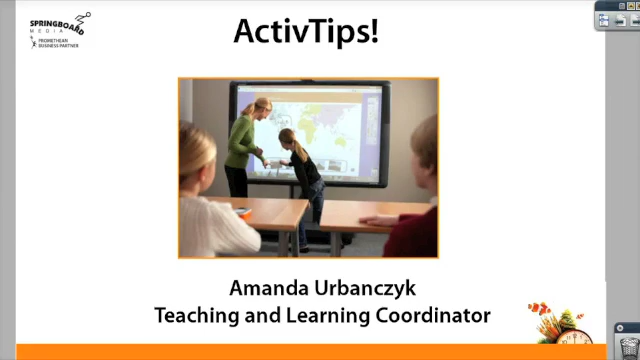 SPRINGBOARD
MEDIA
PROMETHEAN
BUSINESS PARTNER
ActivTips!
Amanda Urbanczyk
Teaching and Learning Coordinator